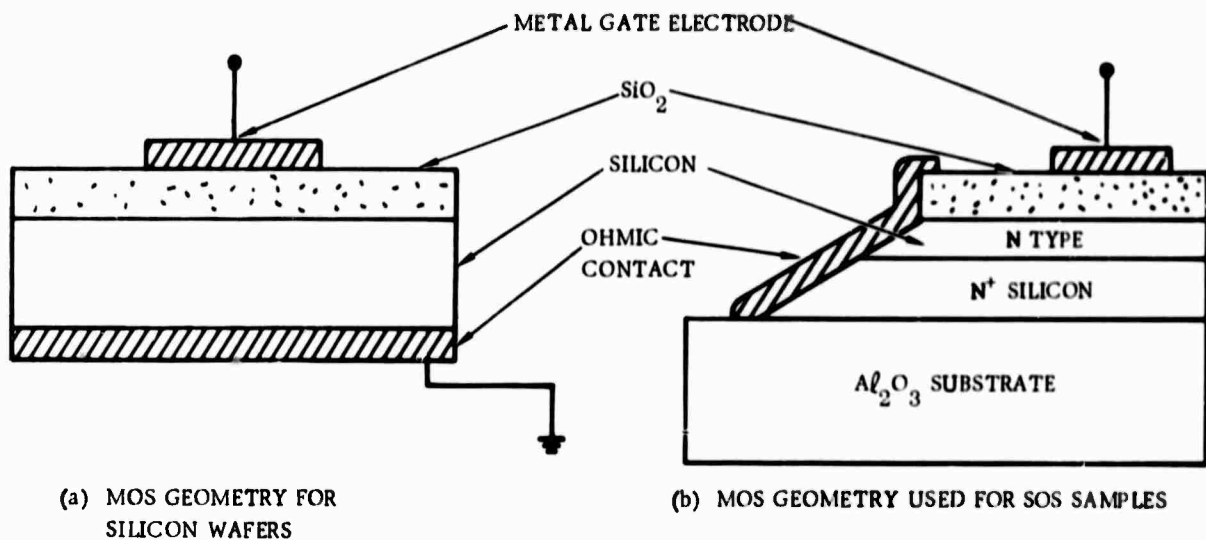 METAL GATE ELECTRODE
SiO₂
SILICON
OHMIC
CONTACT
N TYPE
N⁺ SILICON
Aℓ₂O₃ SUBSTRATE
(a) MOS GEOMETRY FOR
SILICON WAFERS
(b) MOS GEOMETRY USED FOR SOS SAMPLES